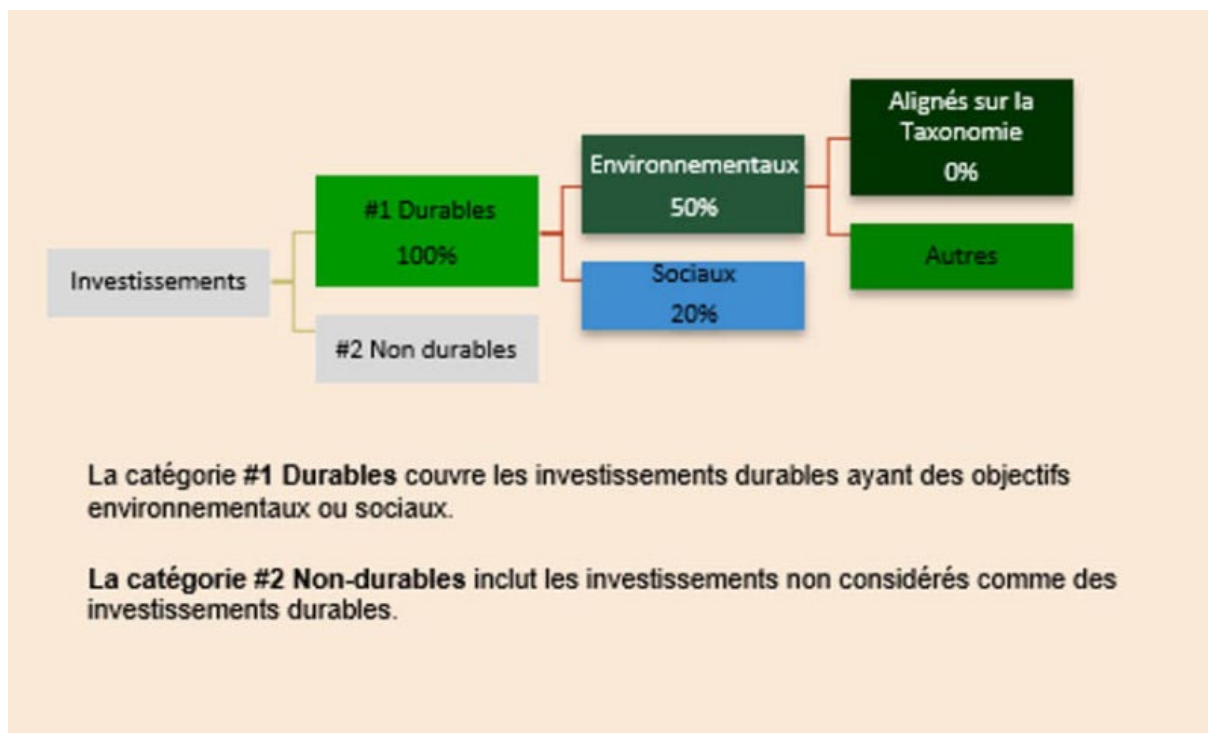 Investissements
#1 Durables
100%
#2 Non durables
Environnementaux
50%
Sociaux
20%
Alignés sur la
Taxonomie
0%
Autres
La catégorie #1 Durables couvre les investissements durables ayant des objectifs
environnementaux ou sociaux.
La catégorie #2 Non-durables inclut les investissements non considérés comme des
investissements durables.